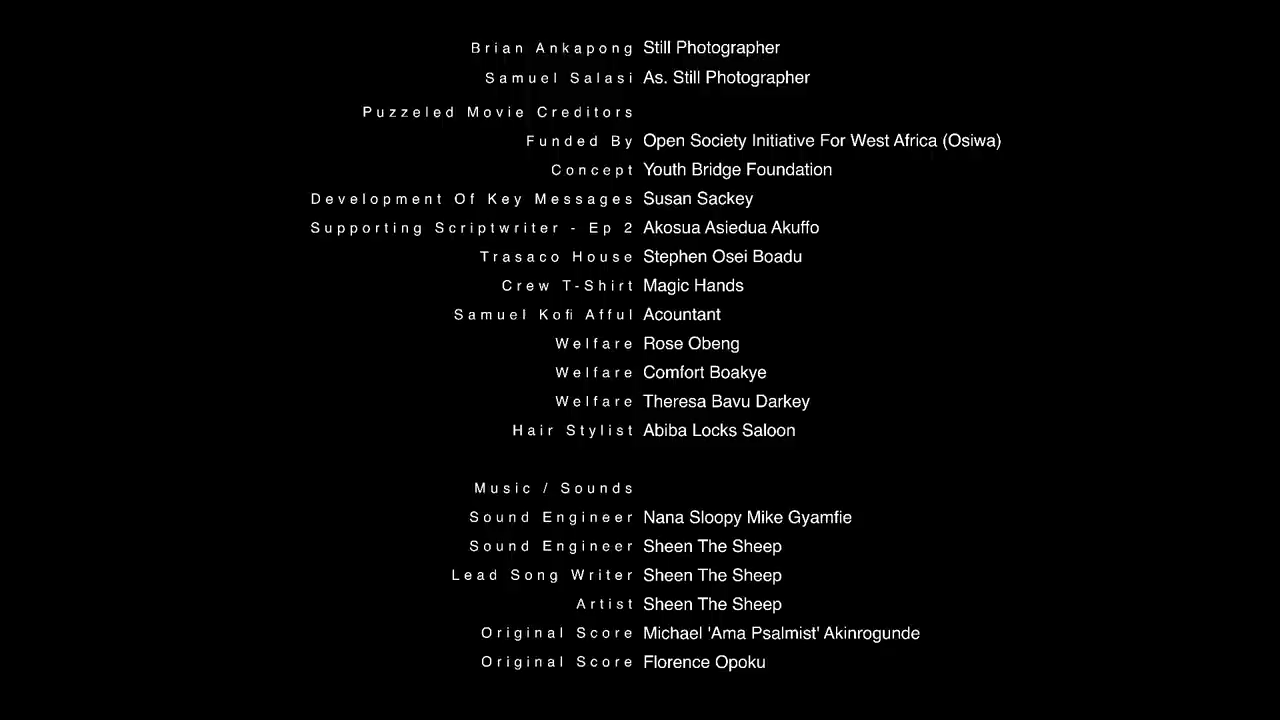 Brian Ankapong Still Photographer
Samuel Salasi As. Still Photographer
Puzzeled Movie Creditors
Funded By Open Society Initiative For West Africa (Osiwa)
Concept Youth Bridge Foundation
Development Of Key Messages Susan Sackey
Supporting Scriptwriter - Ep 2 Akosua Asiedua Akuffo
Trasaco House Stephen Osei Boadu
Crew T-Shirt Magic Hands
Samuel Kofi Afful Acountant
Welfare Rose Obeng
Welfare Comfort Boakye
Welfare Theresa Bavu Darkey
Hair Stylist Abiba Locks Saloon
Music / Sounds
Sound Engineer Nana Sloopy Mike Gyamfie
Sound Engineer Sheen The Sheep
Lead Song Writer Sheen The Sheep
Artist Sheen The Sheep
Original Score Michael 'Ama Psalmist' Akinrogunde
Original Score Florence Opoku